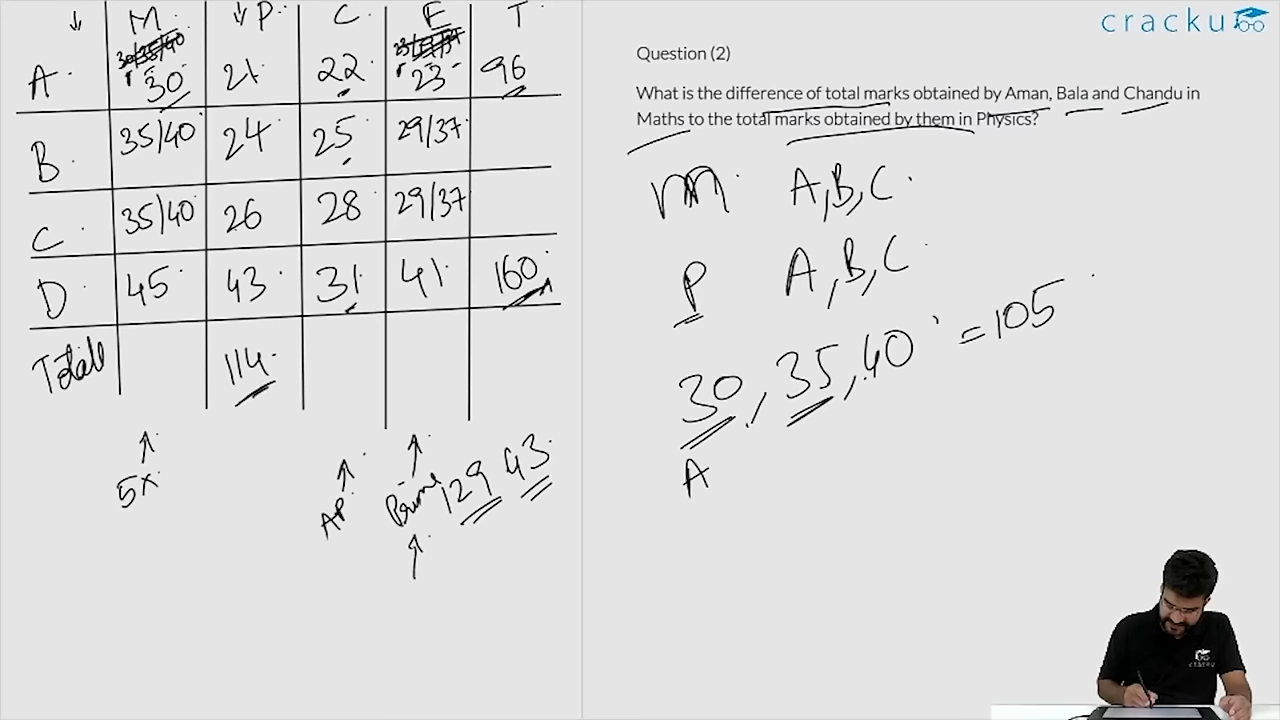 M P. C. E T
A. 30 21 22 23 96
B. 35/40 24 25 29/37
C 35/40 26 28 29/37
D 45 43 31 41 160
Total 114
5x
AP
Prime
129 43
cracku
Question (2)
What is the difference of total marks obtained by Aman, Bala and Chandu in
Maths to the total marks obtained by them in Physics?
M A,B,C.
P A,B,C
30, 35, 40 = 105
A
cracku